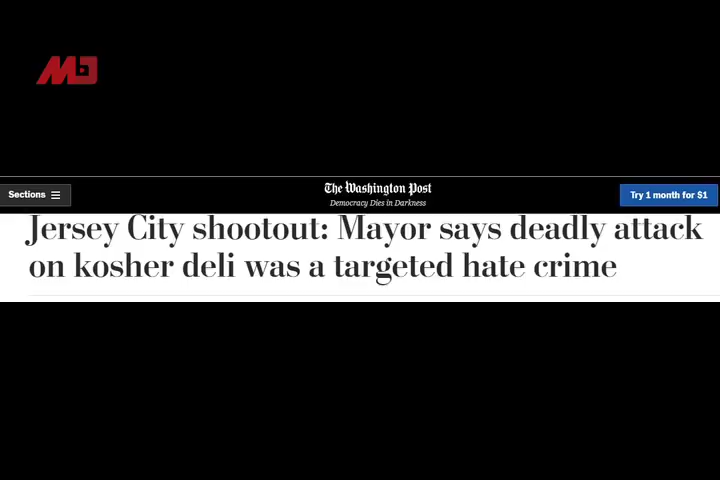 MB
Sections
The Washington Post
Democracy Dies in Darkness
Try 1 month for $1
Jersey City shootout: Mayor says deadly attack
on kosher deli was a targeted hate crime